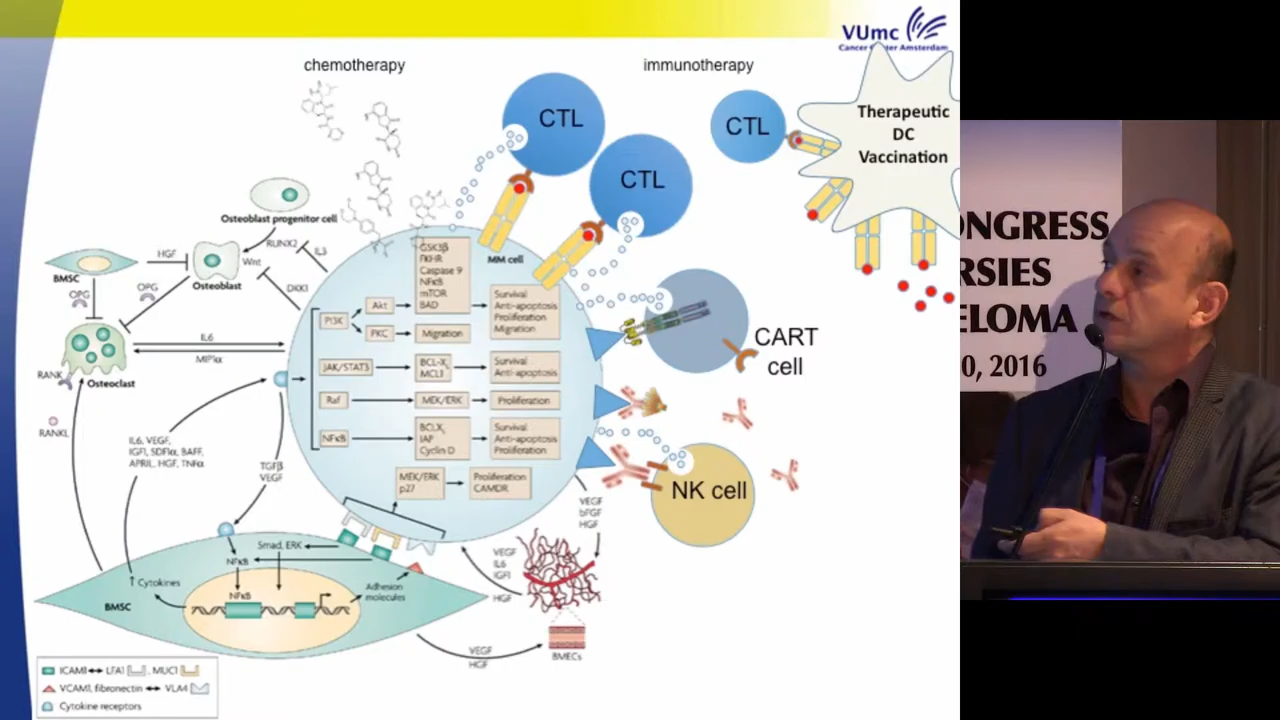 VUmc
Cancer Center Amsterdam
chemotherapy
immunotherapy
CTL
CTL
CTL
Therapeutic
DC
Vaccination
Osteoblast progenitor cell
RUNX2
IL3
HGF
Wnt
BMSC
OPG
OPG
Osteoblast
DKK1
MM cell
GSK3β
FKHR
Caspase 9
NFκB
mTOR
BAD
Survival
Anti-apoptosis
Proliferation
Migration
PI3K
Akt
PKC
Migration
IL6
MIP1α
RANK
Osteoclast
RANKL
JAK/STAT3
BCL-XL
MCL1
Survival
Anti-apoptosis
Raf
MEK/ERK
Proliferation
NFκB
BCLXL
IAP
Cyclin D
Survival
Anti-apoptosis
Proliferation
MEK/ERK
p27
Proliferation
CAMDR
CART
cell
NK cell
IL6, VEGF,
IGF1, SDF1α, BAFF,
APRIL, HGF, TNFα
TGFβ
VEGF
VEGF
bFGF
HGF
VEGF
IL6
IGF1
HGF
Smad, ERK
NFκB
NFκB
↑ Cytokines
BMSC
Adhesion
molecules
VEGF
HGF
BMECs
ICAM1 ↔ LFA1 , MUC1
VCAM1, fibronectin ↔ VLA4
Cytokine receptors
ONGRESS
RSIES
ELOMA
0, 2016